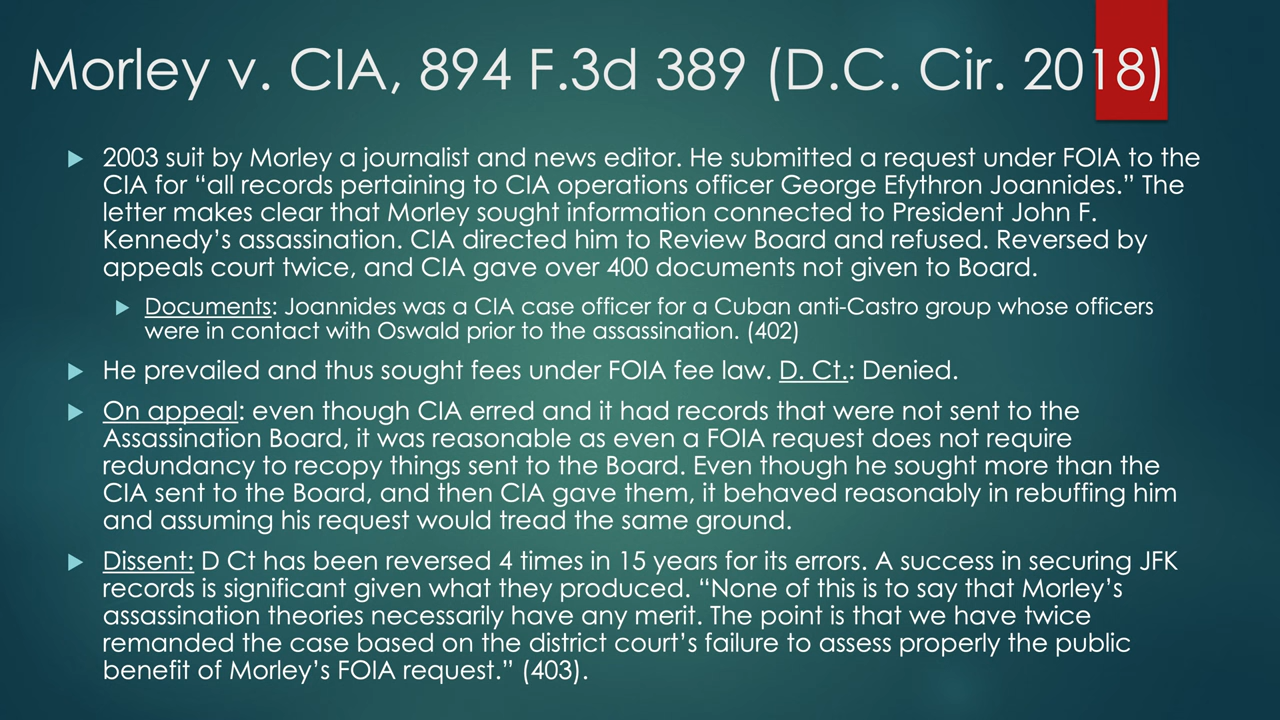 Morley v. CIA, 894 F.3d 389 (D.C. Cir. 2018)
2003 suit by Morley a journalist and news editor. He submitted a request under FOIA to the
CIA for “all records pertaining to CIA operations officer George Efythron Joannides.” The
letter makes clear that Morley sought information connected to President John F.
Kennedy’s assassination. CIA directed him to Review Board and refused. Reversed by
appeals court twice, and CIA gave over 400 documents not given to Board.
Documents: Joannides was a CIA case officer for a Cuban anti-Castro group whose officers
were in contact with Oswald prior to the assassination. (402)
He prevailed and thus sought fees under FOIA fee law. D. Ct.: Denied.
On appeal: even though CIA erred and it had records that were not sent to the
Assassination Board, it was reasonable as even a FOIA request does not require
redundancy to recopy things sent to the Board. Even though he sought more than the
CIA sent to the Board, and then CIA gave them, it behaved reasonably in rebuffing him
and assuming his request would tread the same ground.
Dissent: D Ct has been reversed 4 times in 15 years for its errors. A success in securing JFK
records is significant given what they produced. “None of this is to say that Morley’s
assassination theories necessarily have any merit. The point is that we have twice
remanded the case based on the district court’s failure to assess properly the public
benefit of Morley’s FOIA request.” (403).